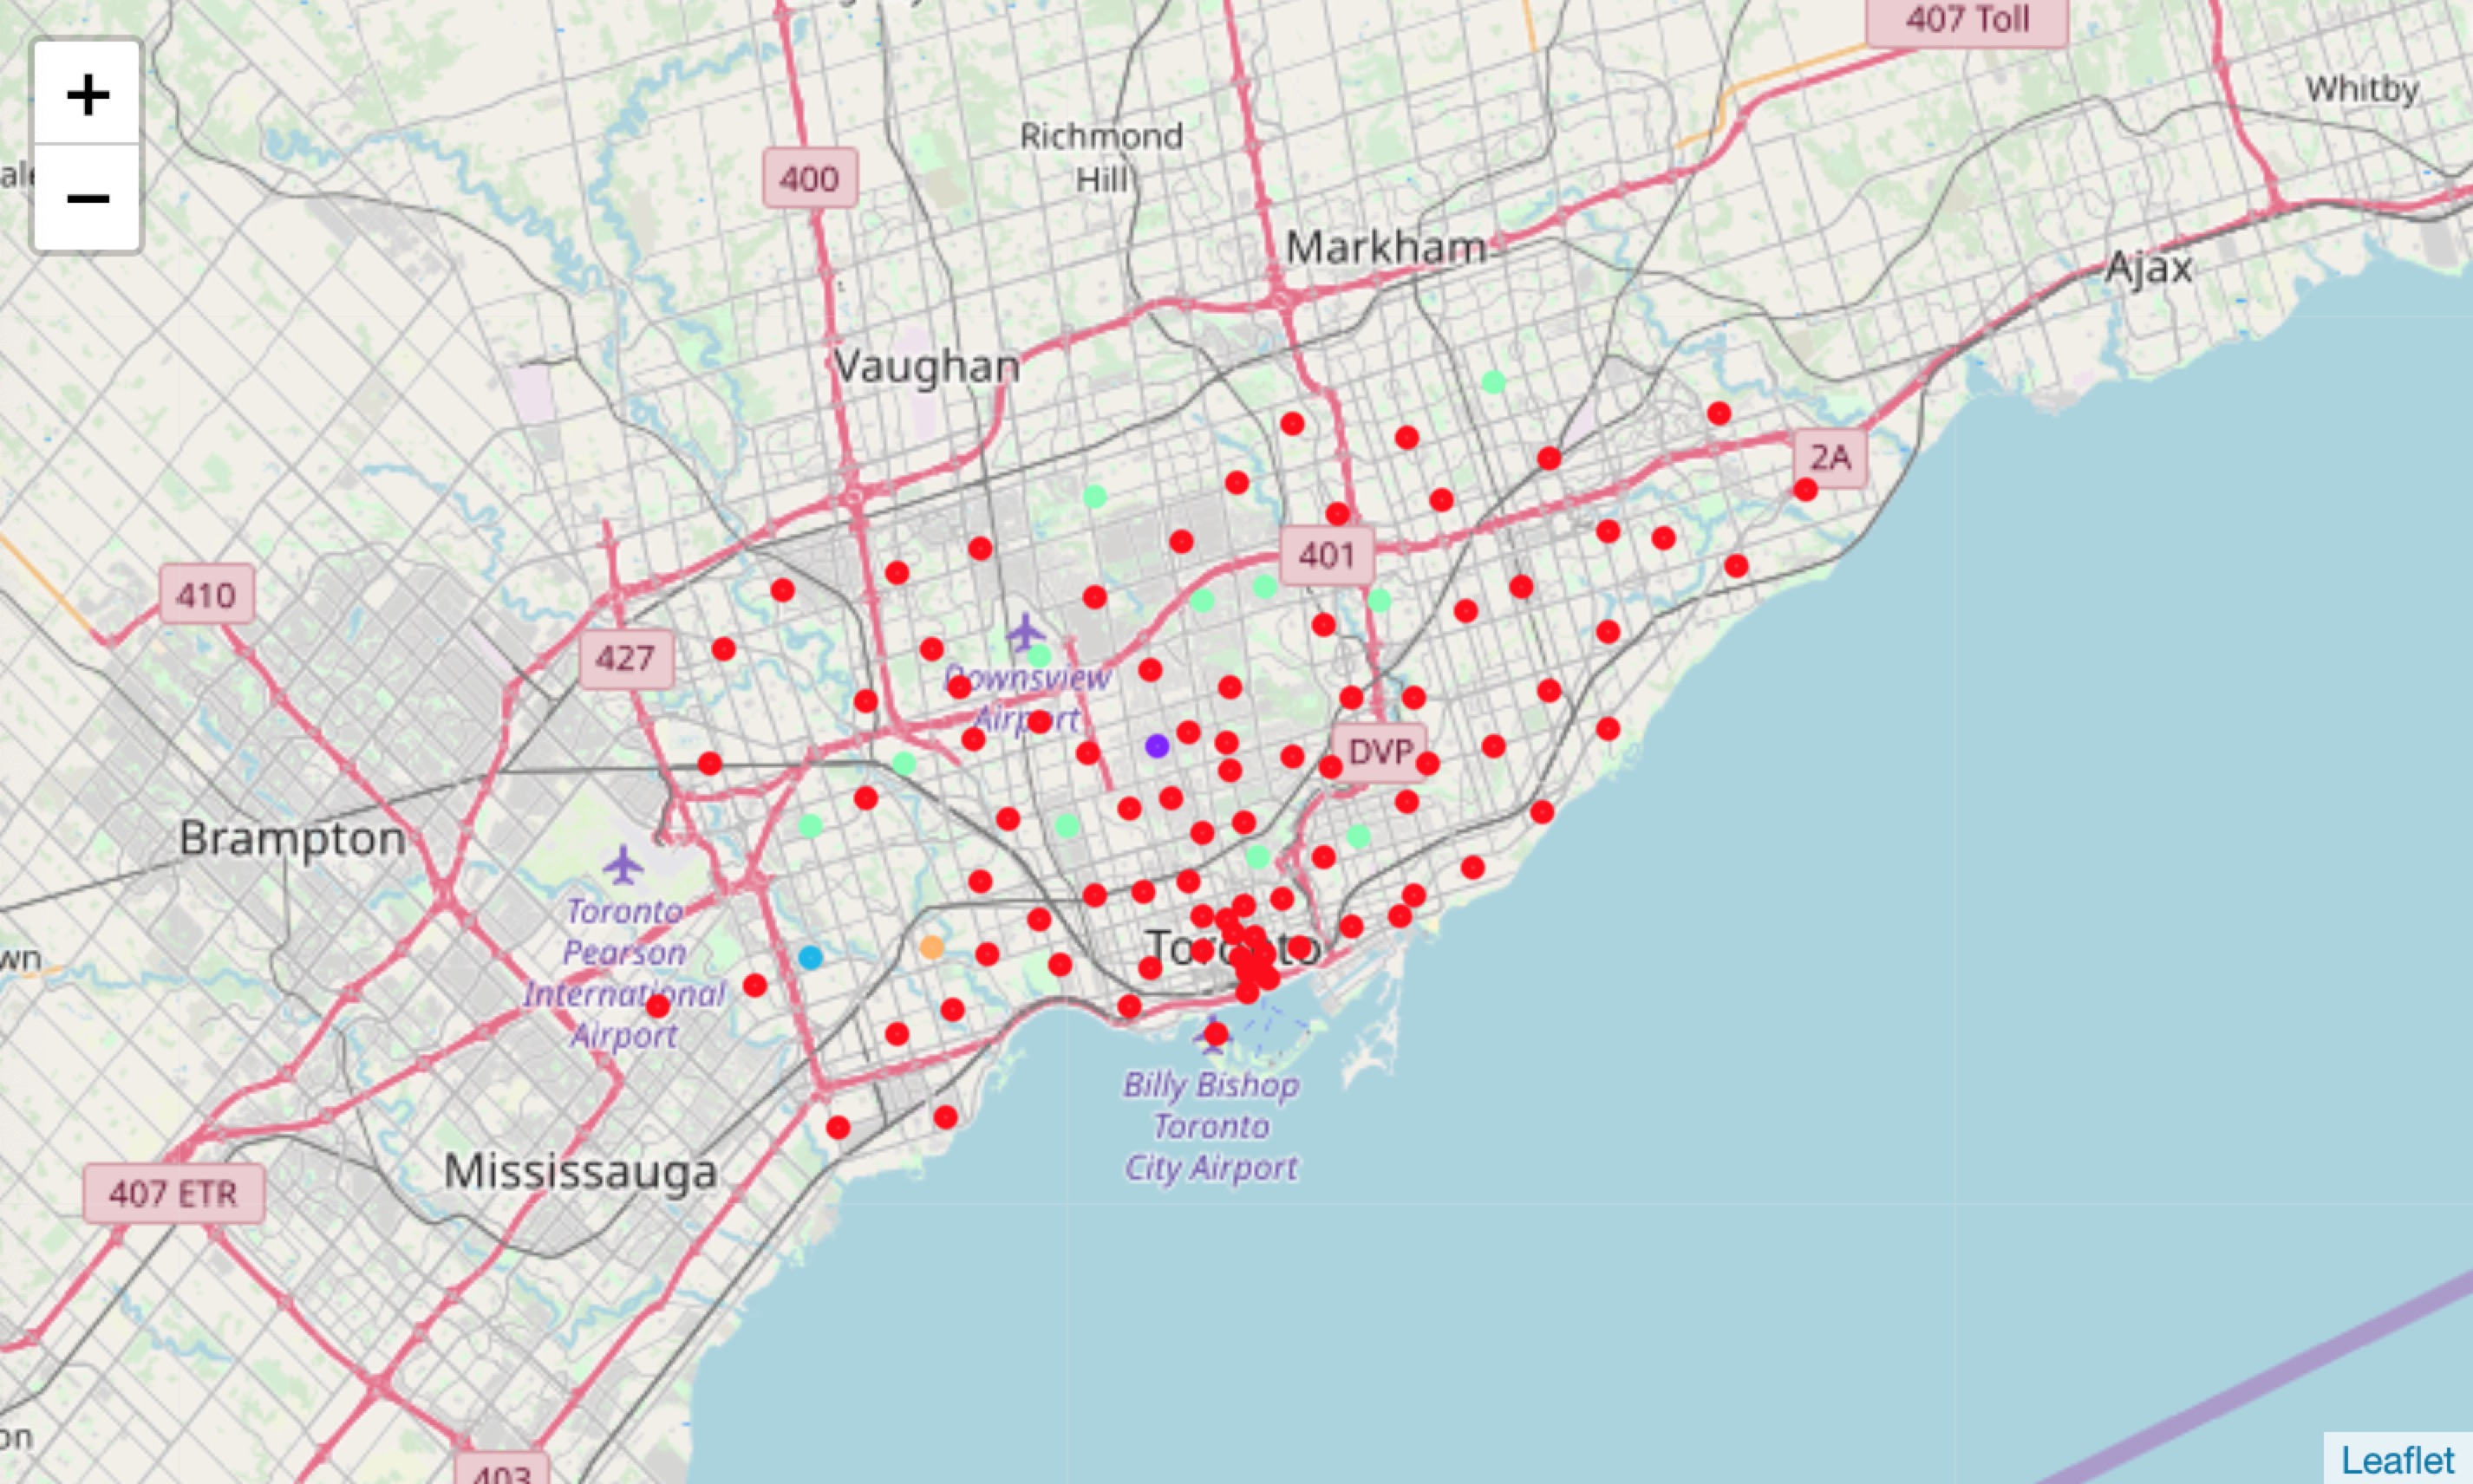 407 Toll
Whitby
+
−
Richmond
Hill
400
Markham
Ajax
Vaughan
2A
401
410
427
Downsview
Airport
DVP
Brampton
Toronto
Pearson
International
Airport
Toronto
Billy Bishop
Toronto
City Airport
Mississauga
407 ETR
403
Leaflet